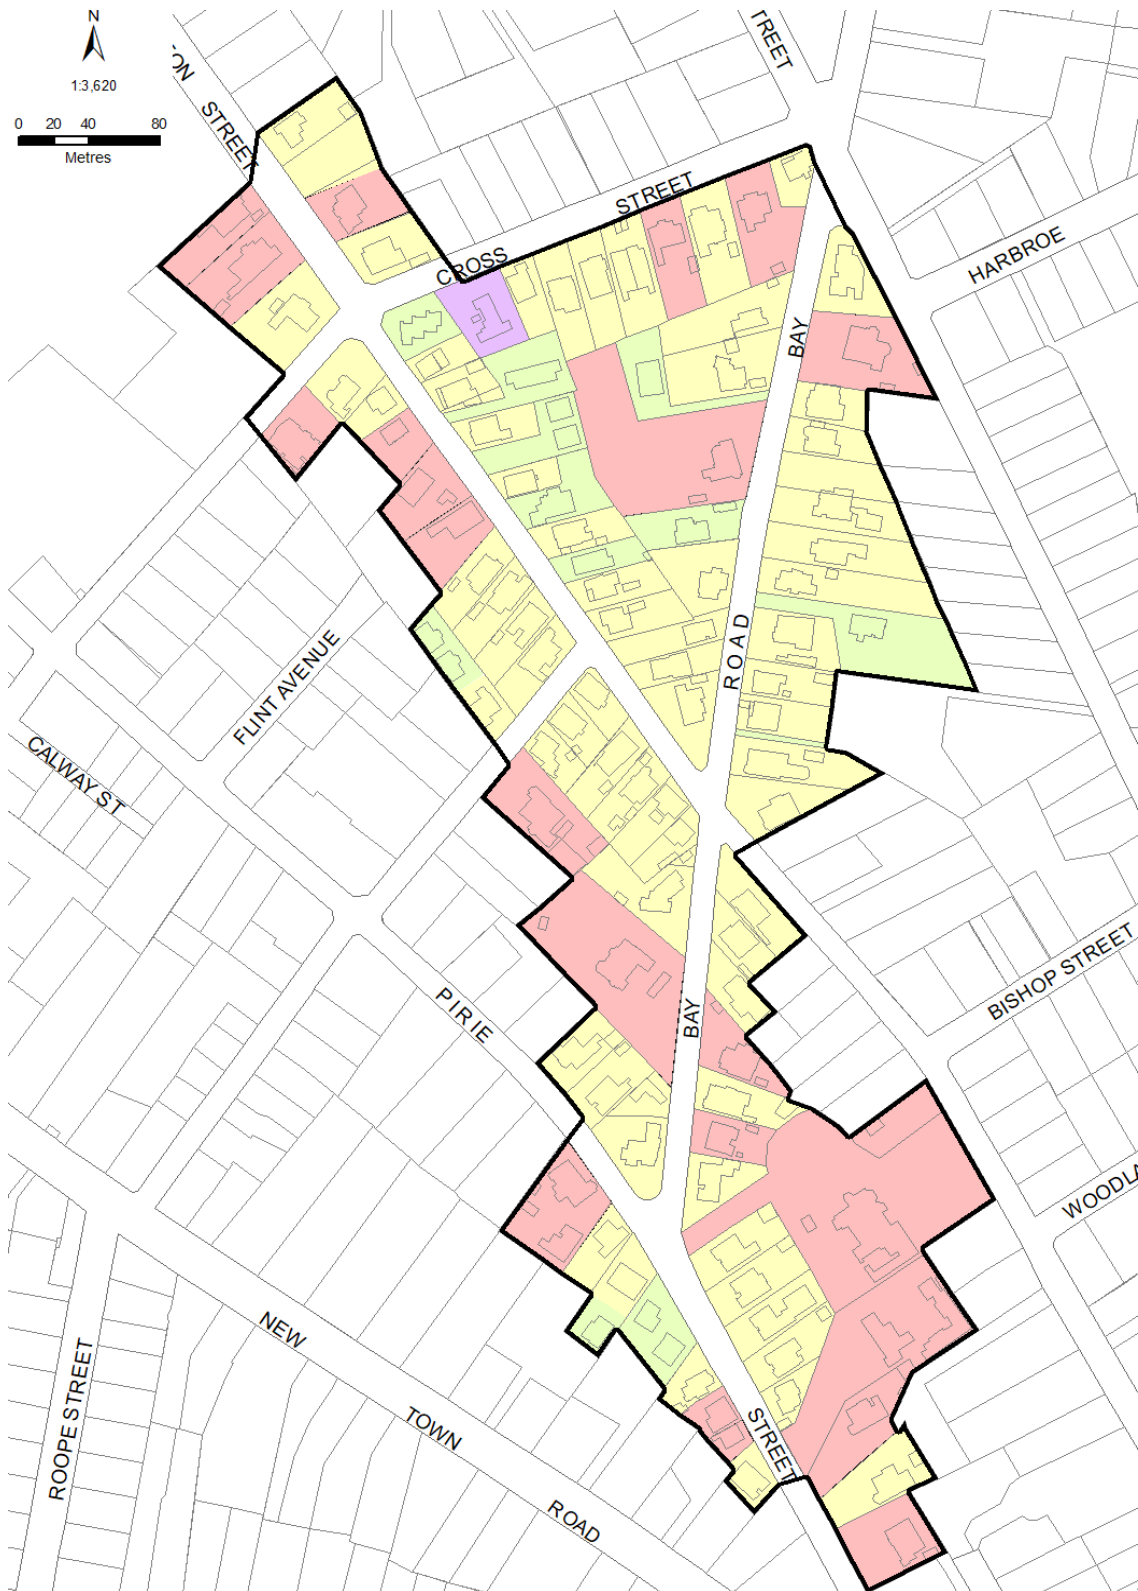 N
1:3,620
0 20 40 80
Metres
ON STREET
TREET
CROSS STREET
HARBROE
BAY
ROAD
FLINT AVENUE
CALWAY ST
BISHOP STREET
PIRIE
BAY
WOODLA
NEW
TOWN
ROAD
ROOPE STREET
STREET